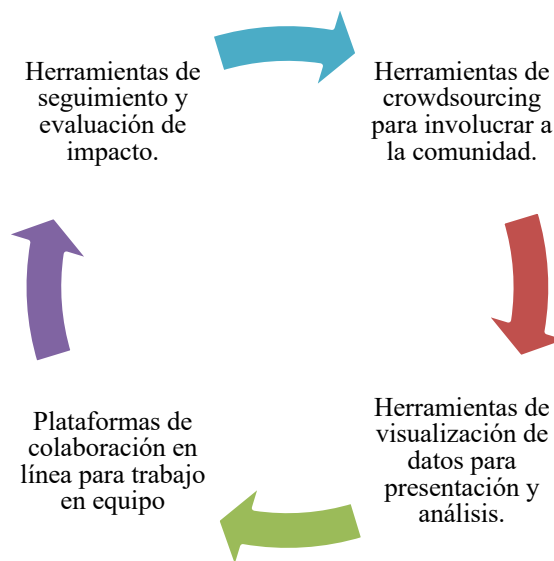 Herramientas de
seguimiento y
evaluación de
impacto.
Herramientas de
crowdsourcing
para involucrar a
la comunidad.
Herramientas de
visualización de
datos para
presentación y
análisis.
Plataformas de
colaboración en
línea para trabajo
en equipo